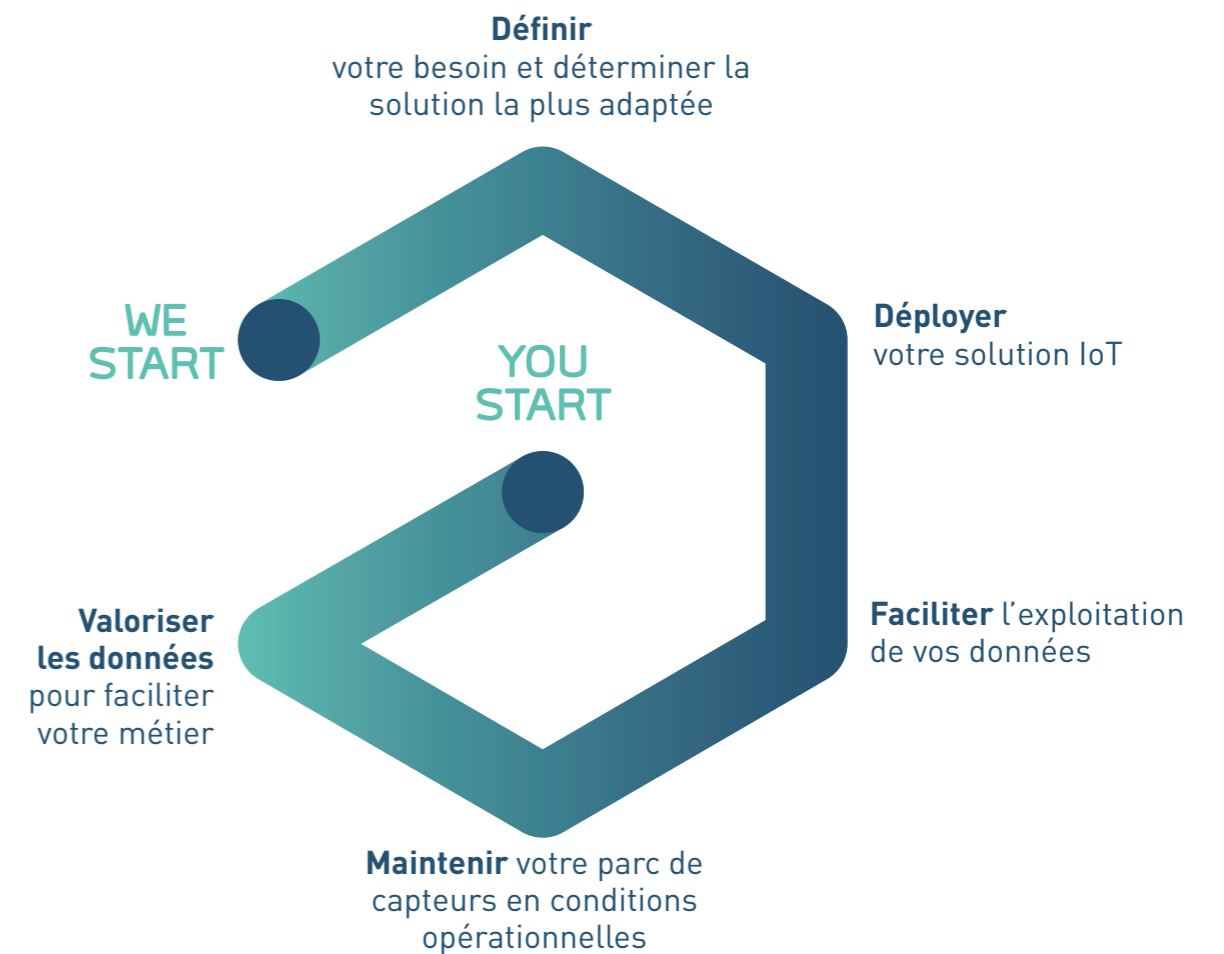 Définir
votre besoin et déterminer la
solution la plus adaptée
WE
START
YOU
START
Déployer
votre solution IoT
Faciliter l’exploitation
de vos données
Maintenir votre parc de
capteurs en conditions
opérationnelles
Valoriser
les données
pour faciliter
votre métier